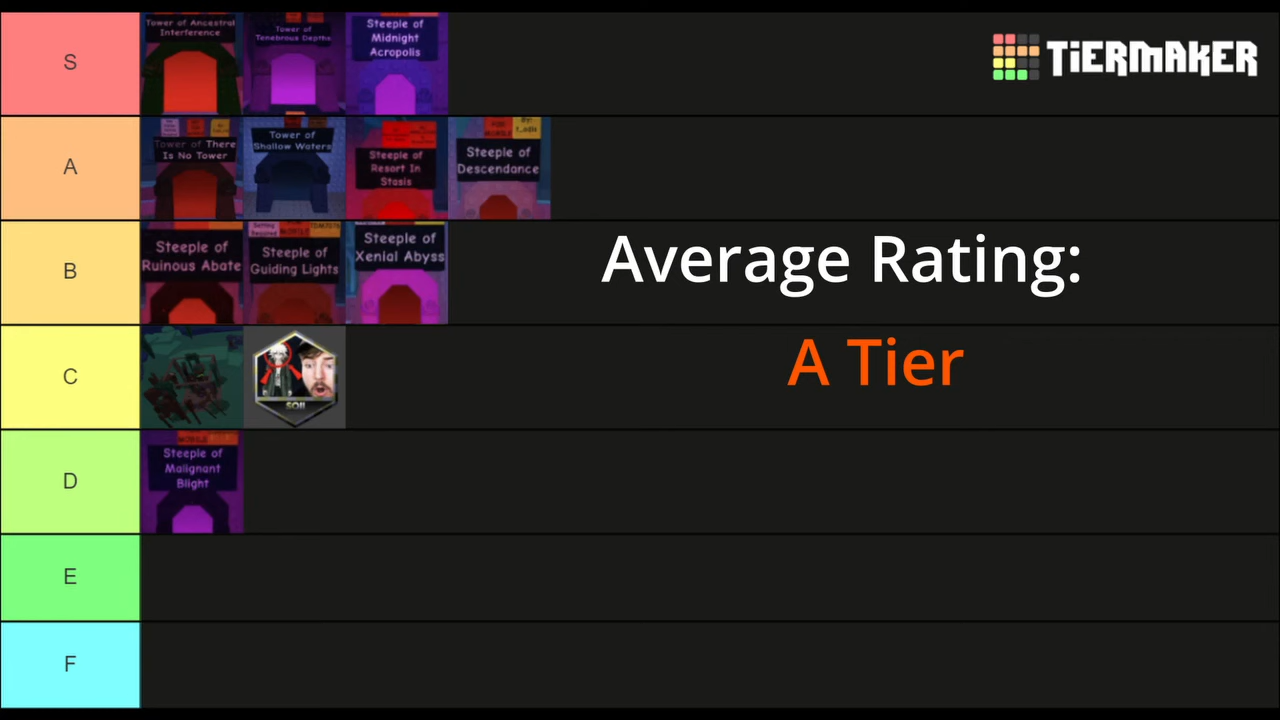 S
Tower of Ancestral
Interference
Tower of
Tenebrous Depths
Steeple of
Midnight
Acropolis
TiERMAKER
A
Tower of There
Is No Tower
Tower of
Shallow Waters
Steeple of
Resort In
Stasis
Steeple of
Descendance
B
Steeple of
Ruinous Abate
Steeple of
Guiding Lights
Steeple of
Xenial Abyss
Average Rating:
A Tier
C
D
MOBILE
Steeple of
Malignant
Blight
E
F